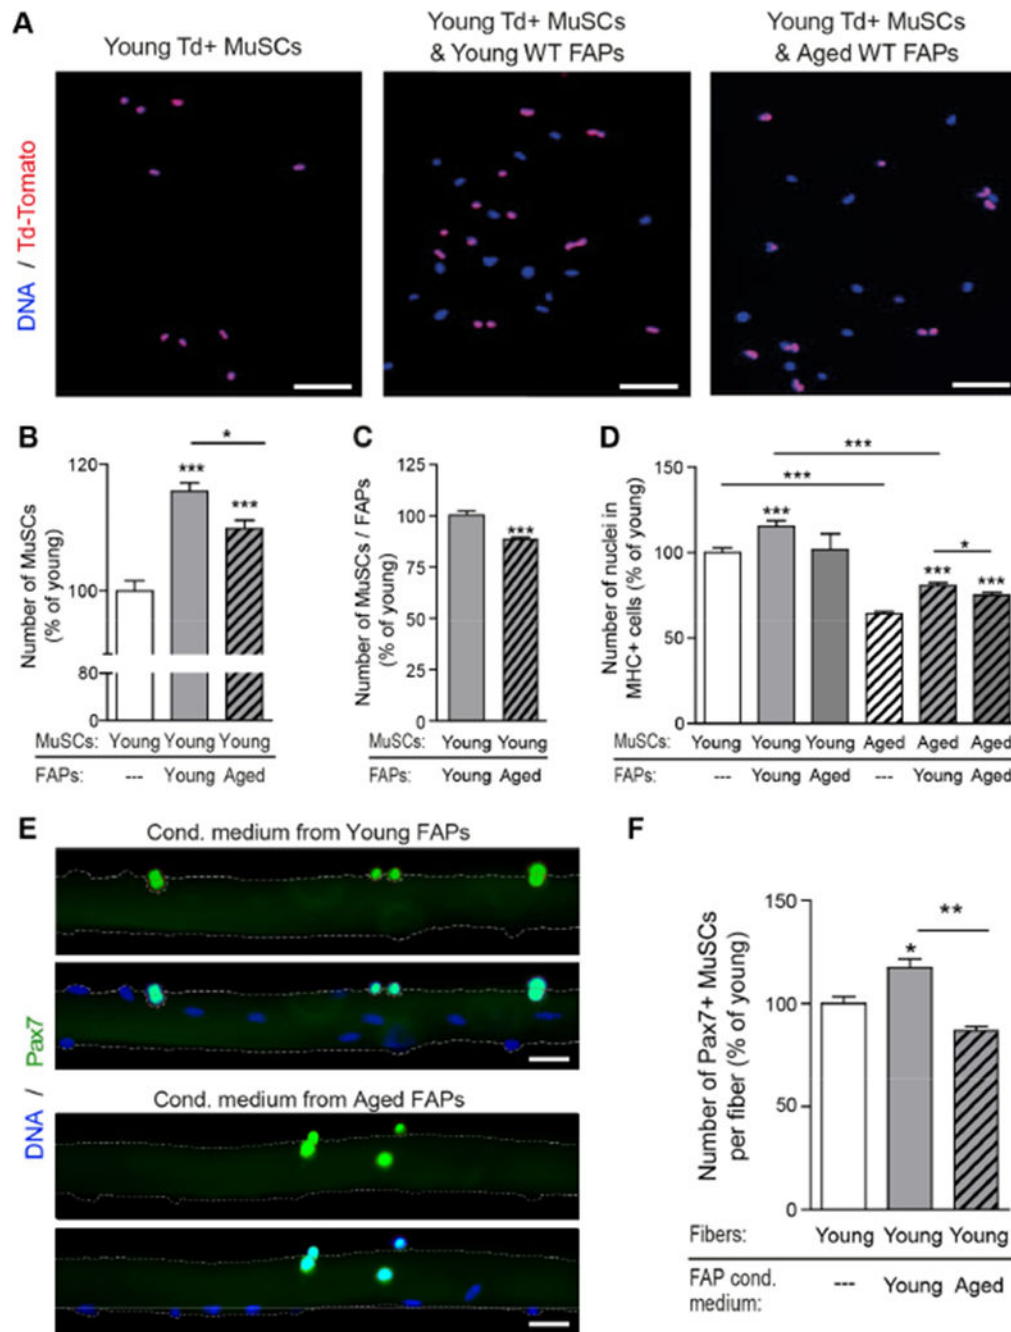 A
Young Td+ MuSCs
Young Td+ MuSCs
& Young WT FAPs
Young Td+ MuSCs
& Aged WT FAPs
DNA / Td-Tomato
B
Number of MuSCs
(% of young)
120
100
80
0
*
***
***
MuSCs: Young Young Young
FAPs: --- Young Aged
C
Number of MuSCs / FAPs
(% of young)
125
100
75
50
25
0
***
MuSCs: Young Young
FAPs: Young Aged
D
Number of nuclei in
MHC+ cells (% of young)
150
100
50
0
***
***
***
*
***
***
MuSCs: Young Young Young Aged Aged Aged
FAPs: --- Young Aged --- Young Aged
E
Cond. medium from Young FAPs
Cond. medium from Aged FAPs
DNA / Pax7
F
Number of Pax7+ MuSCs
per fiber (% of young)
150
100
50
0
**
*
Fibers: Young Young Young
FAP cond.
medium: --- Young Aged